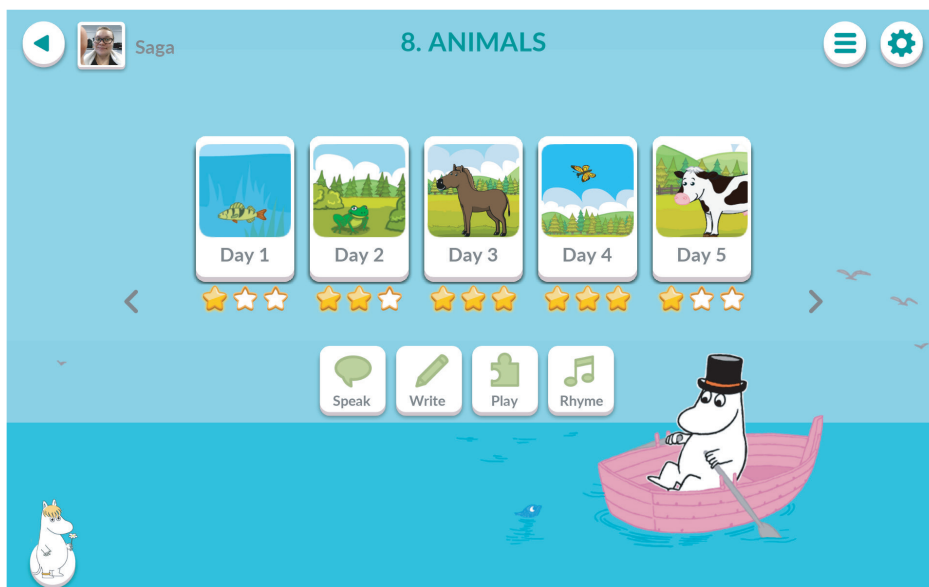 Saga
8. ANIMALS
Day 1
Day 2
Day 3
Day 4
Day 5
Speak
Write
Play
Rhyme